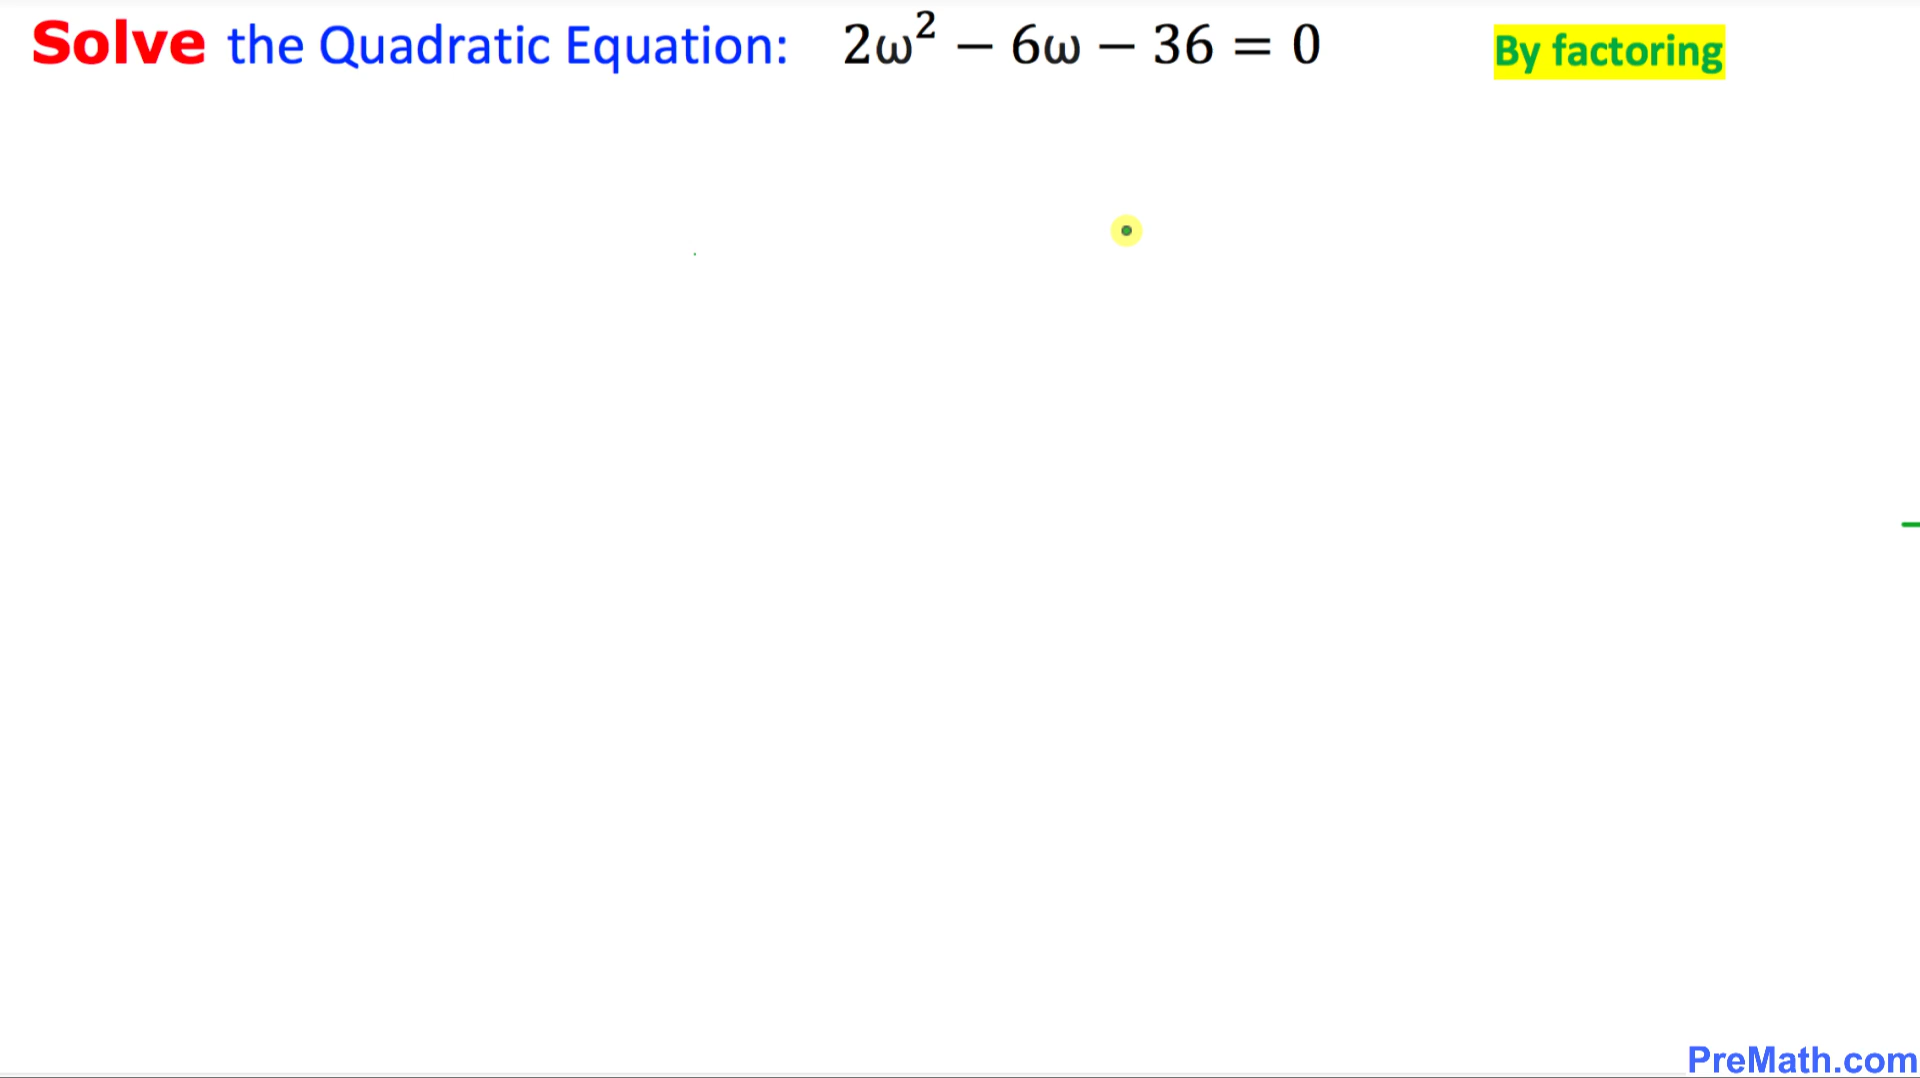 Solve the Quadratic Equation: 2ω² − 6ω − 36 = 0 By factoring
PreMath.com